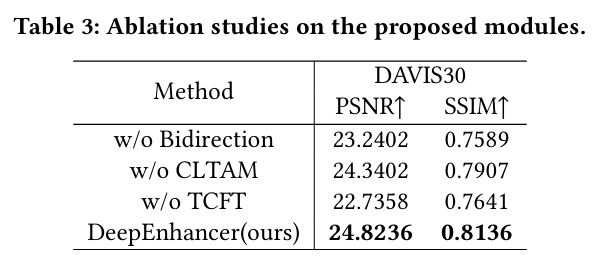 Table 3: Ablation studies on the proposed modules.
Method DAVIS30
PSNR↑ SSIM↑
w/o Bidirection 23.2402 0.7589
w/o CLTAM 24.3402 0.7907
w/o TCFT 22.7358 0.7641
DeepEnhancer(ours) 24.8236 0.8136